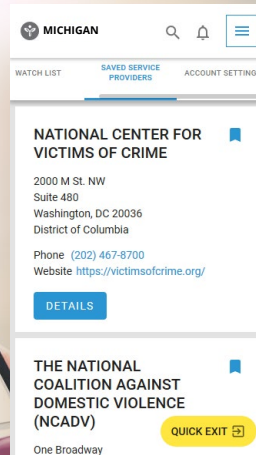 MICHIGAN
WATCH LIST
SAVED SERVICE
PROVIDERS
ACCOUNT SETTING
NATIONAL CENTER FOR
VICTIMS OF CRIME
2000 M St. NW
Suite 480
Washington, DC 20036
District of Columbia
Phone (202) 467-8700
Website https://victimsofcrime.org/
DETAILS
THE NATIONAL
COALITION AGAINST
DOMESTIC VIOLENCE
(NCADV)
QUICK EXIT
One Broadway